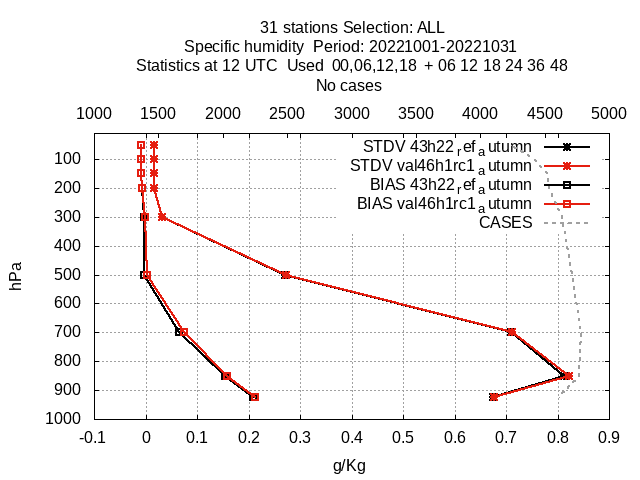 31 stations Selection: ALL
Specific humidity  Period: 20221001-20221031
Statistics at 12 UTC  Used  00,06,12,18  + 06 12 18 24 36 48
No cases
1000 1500 2000 2500 3000 3500 4000 4500 5000
STDV 43h22_ref_autumn
STDV val46h1rc1_autumn
BIAS 43h22_ref_autumn
BIAS val46h1rc1_autumn
CASES
100
200
300
400
500
600
700
800
900
1000
hPa
-0.1 0 0.1 0.2 0.3 0.4 0.5 0.6 0.7 0.8 0.9
g/Kg